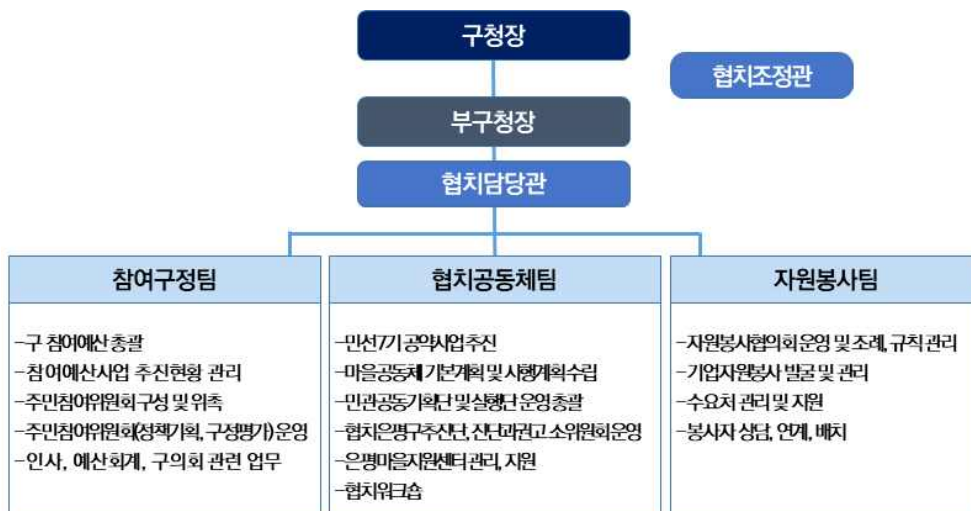 구청장
협치조정관
부구청장
협치담당관
참여구정팀
-구 참여예산 총괄
-참여예산사업 추진현황 관리
-주민참여위원회 구성 및 위촉
-주민참여위원회(정책기획, 구정평가) 운영
-인사, 예산회계, 구의회 관련 업무
협치공동체팀
-민선7기 공약사업 추진
-마을공동체 기본계획 및 시행계획 수립
-민관공동기획단 및 실행단 운영 총괄
-협치은평구추진단, 진단과권고 소위원회 운영
-은평마을지원센터 관리, 지원
-협치워크숍
자원봉사팀
-자원봉사협의회 운영 및 조례, 규칙 관리
-기업자원봉사 발굴 및 관리
-수요처 관리 및 지원
-봉사자 상담, 연계, 배치